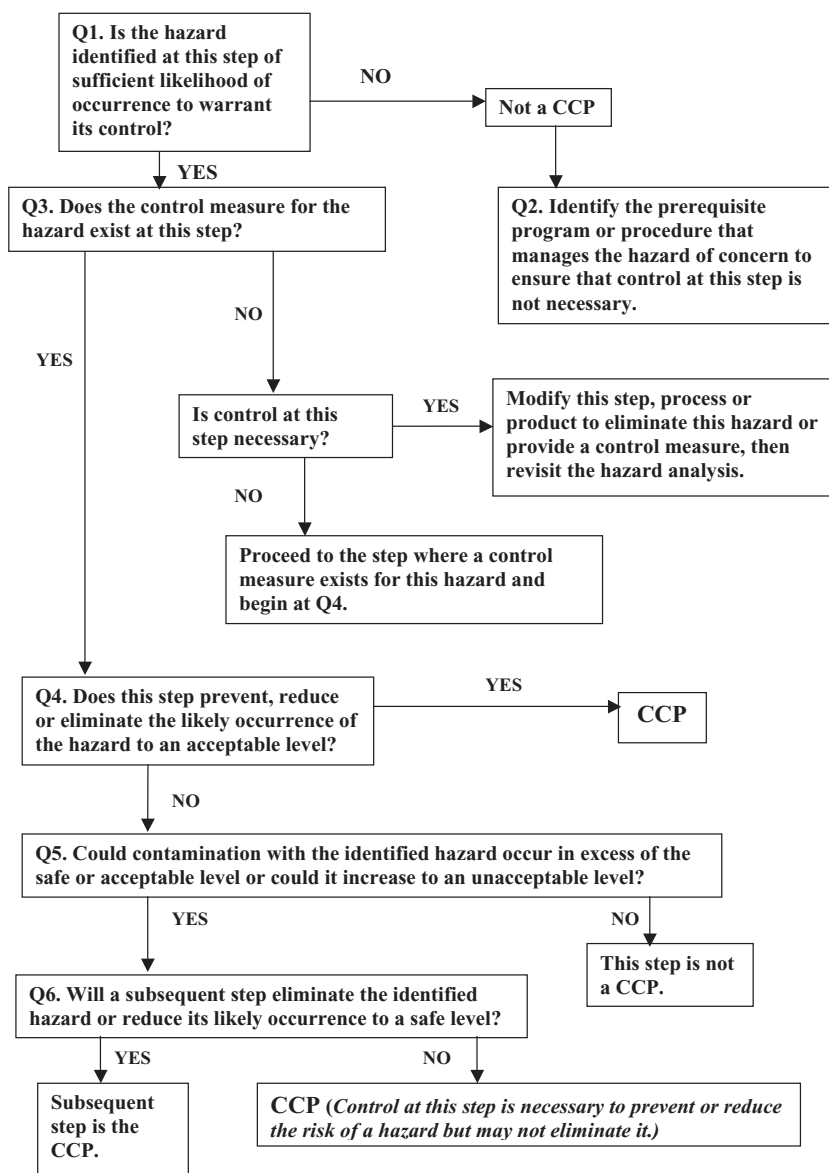 Q1. Is the hazard
identified at this step of
sufficient likelihood of
occurrence to warrant
its control?
NO
Not a CCP
YES
Q2. Identify the prerequisite
program or procedure that
manages the hazard of concern to
ensure that control at this step is
not necessary.
Q3. Does the control measure for the
hazard exist at this step?
NO
YES
Is control at this
step necessary?
YES
Modify this step, process or
product to eliminate this hazard or
provide a control measure, then
revisit the hazard analysis.
NO
Proceed to the step where a control
measure exists for this hazard and
begin at Q4.
Q4. Does this step prevent, reduce
or eliminate the likely occurrence of
the hazard to an acceptable level?
YES
CCP
NO
Q5. Could contamination with the identified hazard occur in excess of the
safe or acceptable level or could it increase to an unacceptable level?
YES
NO
This step is not
a CCP.
Q6. Will a subsequent step eliminate the identified
hazard or reduce its likely occurrence to a safe level?
YES
NO
Subsequent
step is the
CCP.
CCP (Control at this step is necessary to prevent or reduce
the risk of a hazard but may not eliminate it.)